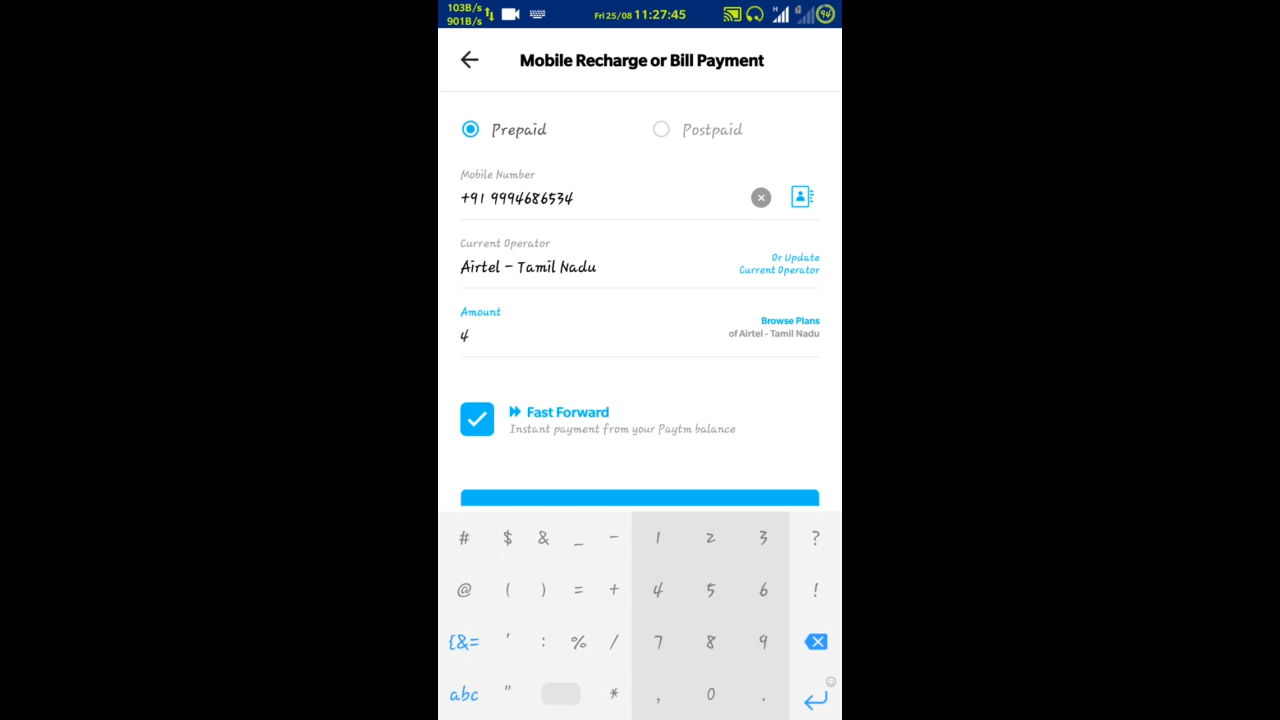 103B/s
901B/s
Fri 25/08 11:27:45
H
94
Mobile Recharge or Bill Payment
Prepaid
Postpaid
Mobile Number
+91 9994686534
Current Operator
Airtel - Tamil Nadu
Or Update
Current Operator
Amount
4
Browse Plans
of Airtel - Tamil Nadu
Fast Forward
Instant payment from your Paytm balance
# $ & _ - 1 2 3 ?
@ ( ) = + 4 5 6 !
{&= ' : % / 7 8 9
abc " * , 0 .